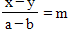 (x−y)/(a−b) = m